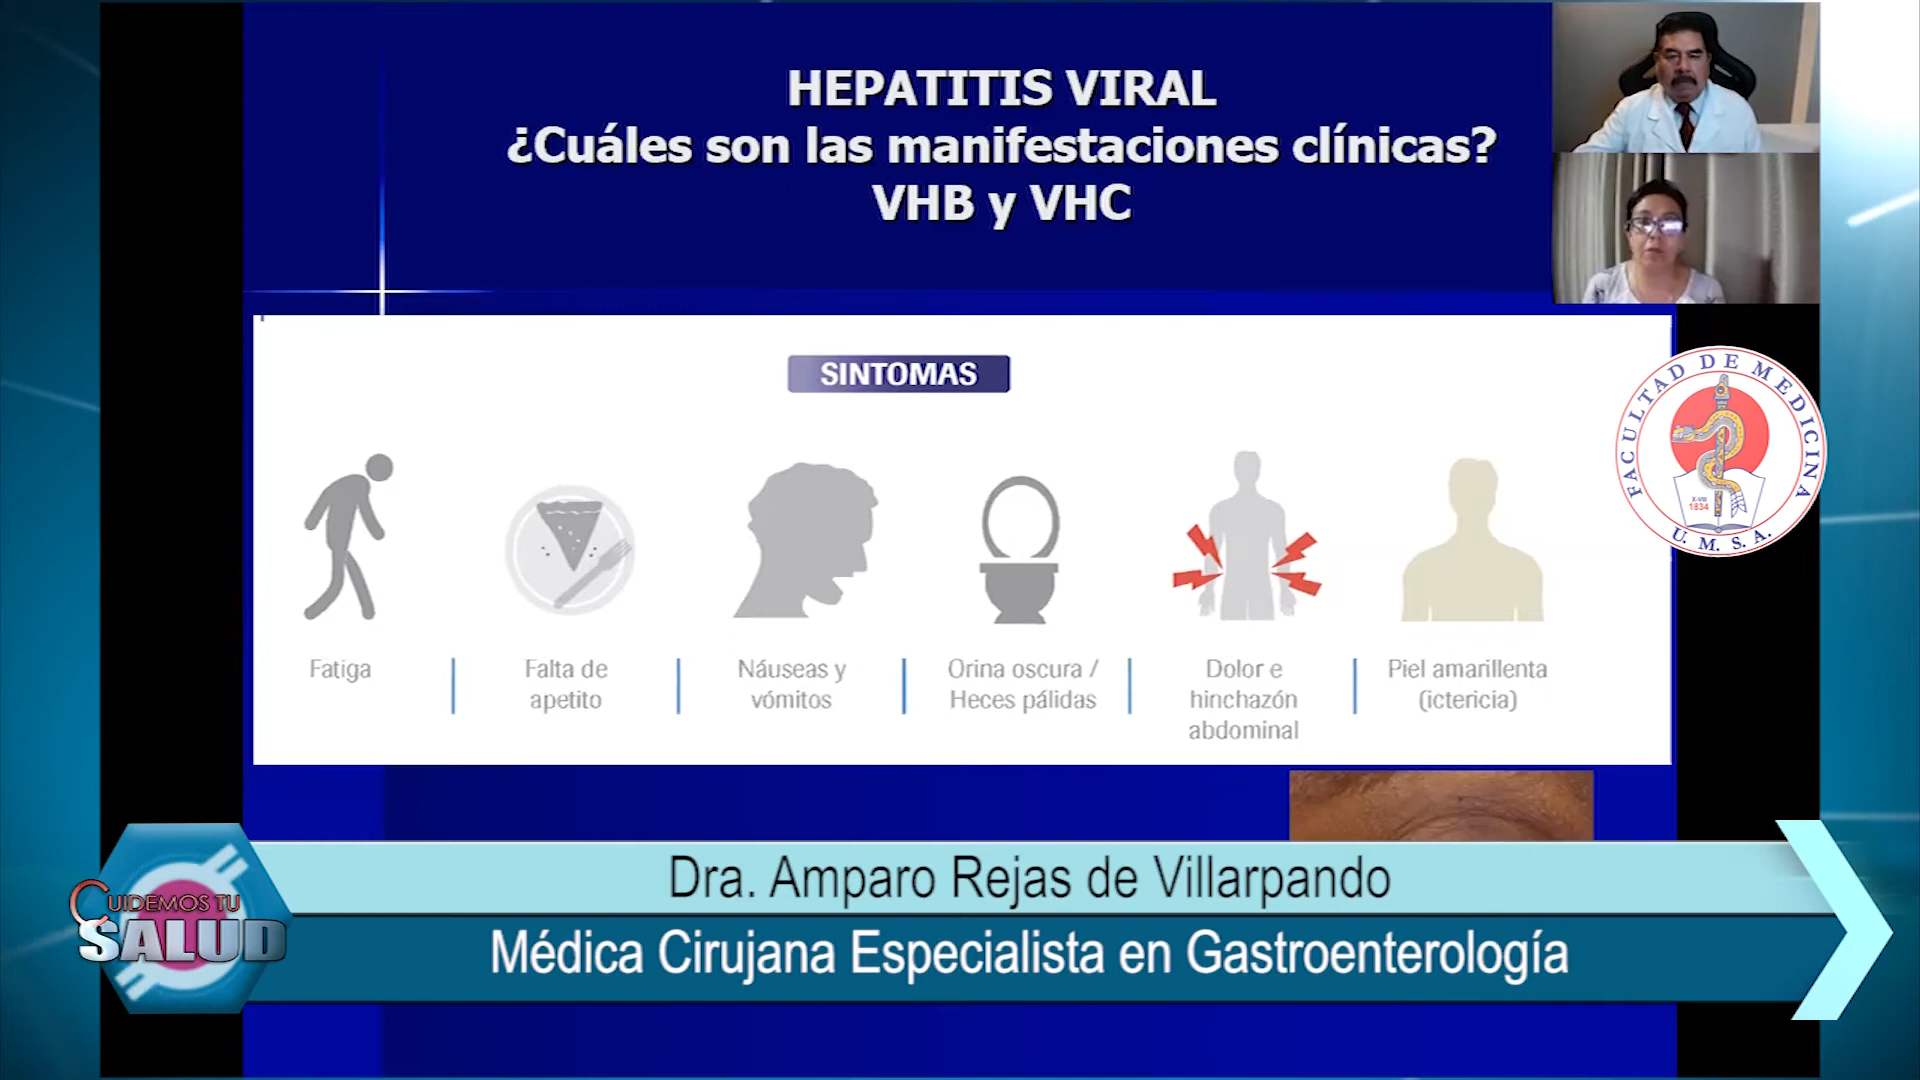 HEPATITIS VIRAL
¿Cuáles son las manifestaciones clínicas?
VHB y VHC
SINTOMAS
Fatiga
Falta de
apetito
Náuseas y
vómitos
Orina oscura /
Heces pálidas
Dolor e
hinchazón
abdominal
Piel amarillenta
(ictericia)
FACULTAD DE MEDICINA
X-VIII
1834
U. M. S. A.
CUIDEMOS TU
SALUD
Dra. Amparo Rejas de Villarpando
Médica Cirujana Especialista en Gastroenterología